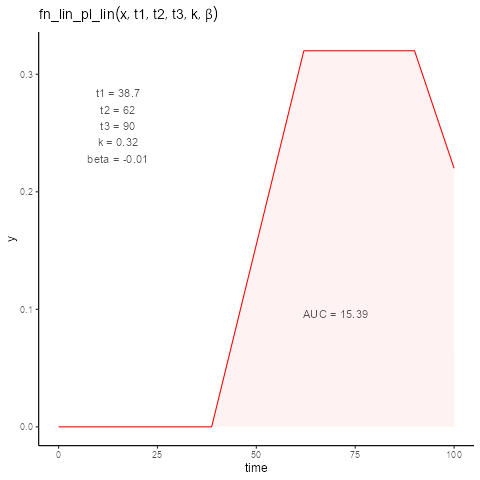 fn_lin_pl_lin(x, t1, t2, t3, k, β)
t1 = 38.7
t2 = 62
t3 = 90
k = 0.32
beta = -0.01
AUC = 15.39
0.3
0.2
0.1
0.0
y
0 25 50 75 100
time